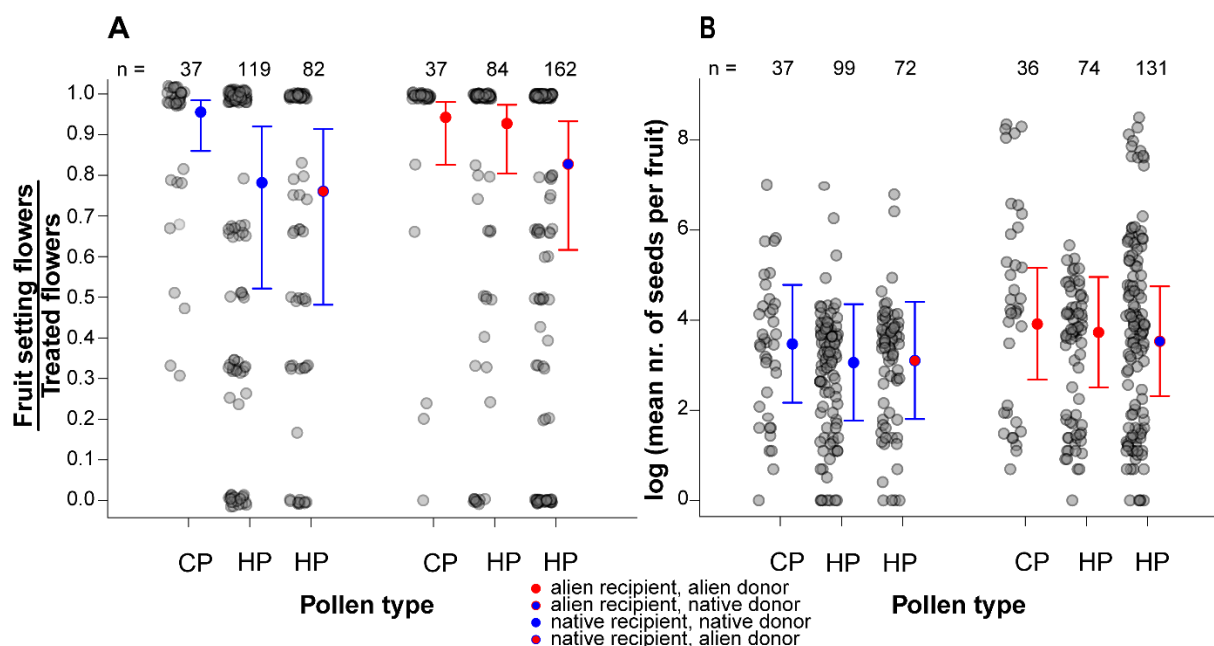 A
n = 37 119 82 37 84 162
Fruit setting flowers
Treated flowers
1.0
0.9
0.8
0.7
0.6
0.5
0.4
0.3
0.2
0.1
0.0
CP HP HP CP HP HP
Pollen type
B
n = 37 99 72 36 74 131
log (mean nr. of seeds per fruit)
8
6
4
2
0
CP HP HP CP HP HP
Pollen type
alien recipient, alien donor
alien recipient, native donor
native recipient, native donor
native recipient, alien donor